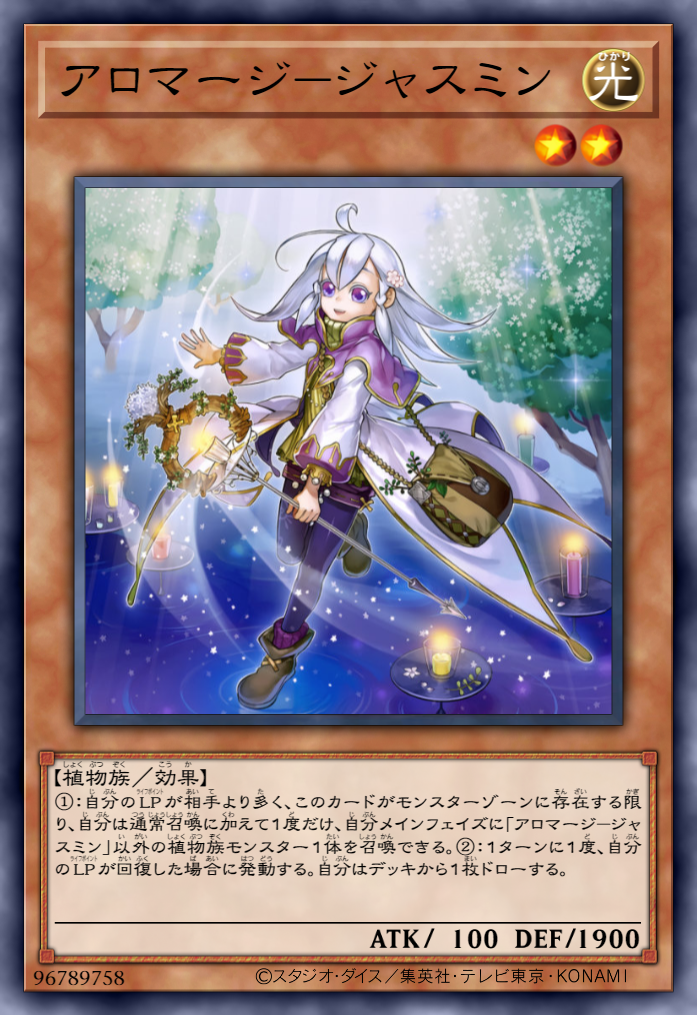 アロマージージャスミン
ひかり
光
【植物族／効果】
①：自分のLPが相手より多く、このカードがモンスターゾーンに存在する限
り、自分は通常召喚に加えて1度だけ、自分メインフェイズに「アロマージージャ
スミン」以外の植物族モンスター1体を召喚できる。②：1ターンに1度、自分
のLPが回復した場合に発動する。自分はデッキから1枚ドローする。
ATK/ 100 DEF/1900
96789758 ©スタジオ・ダイス／集英社・テレビ東京・KONAMI